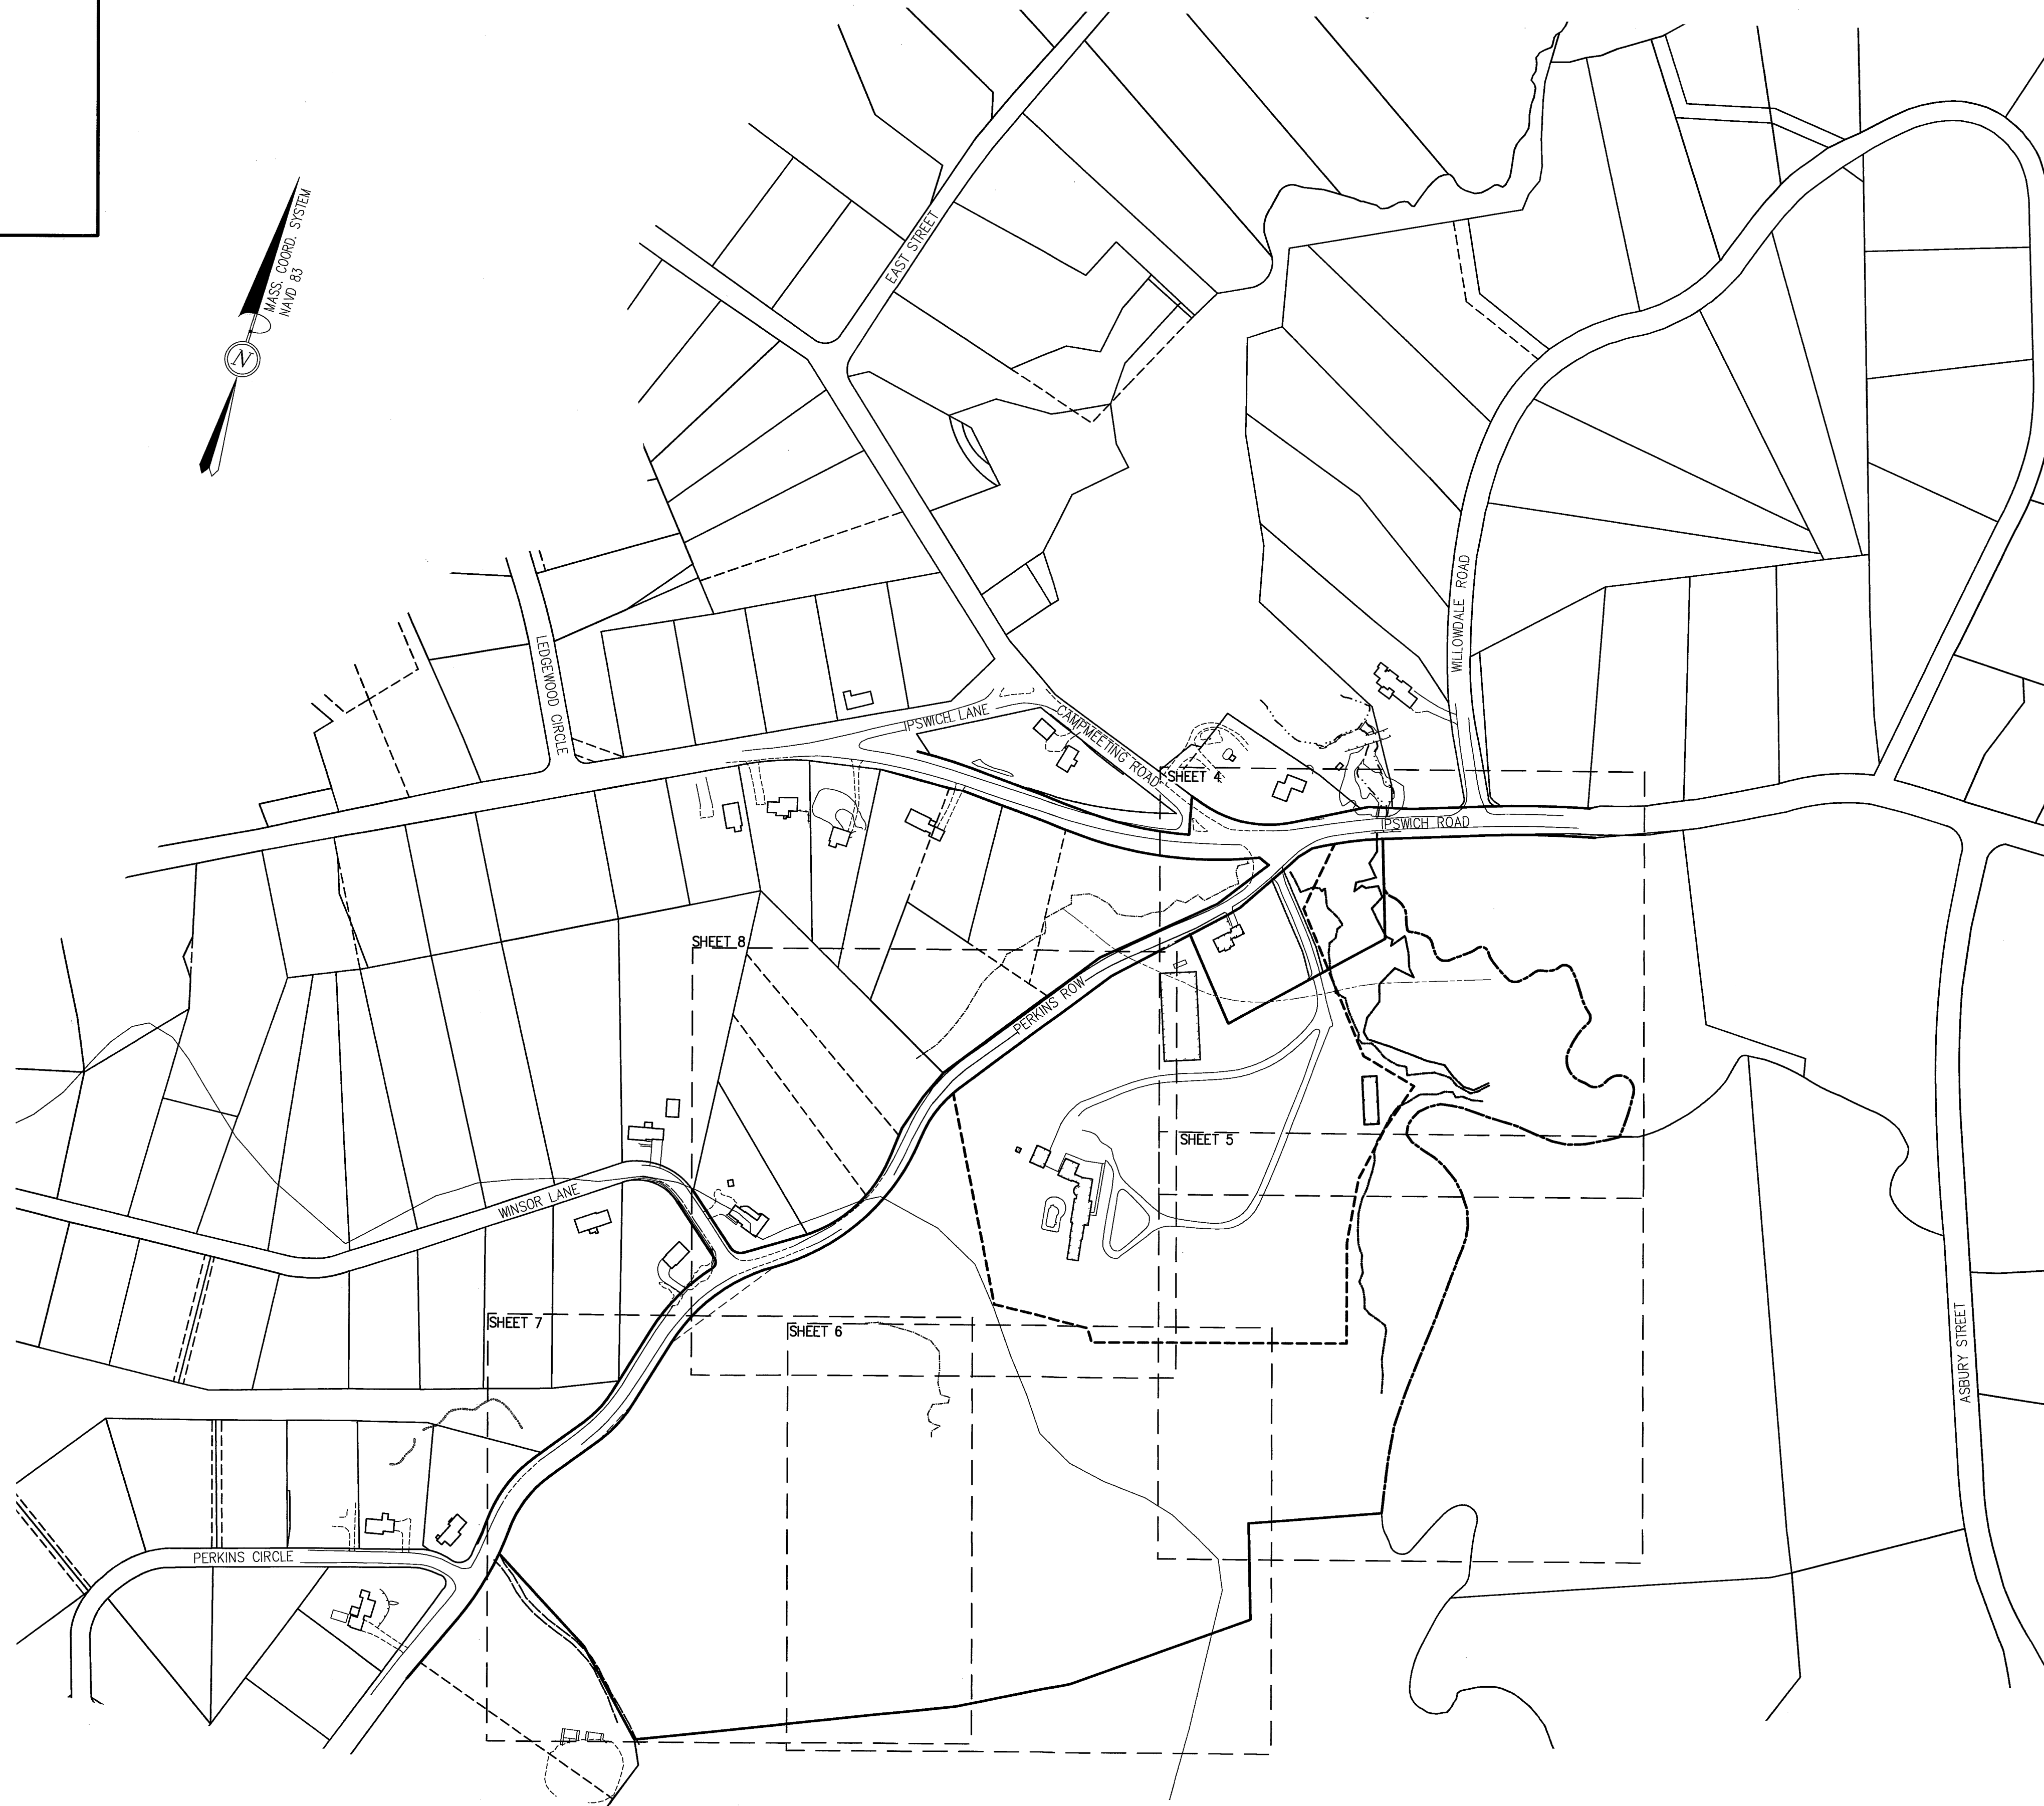 EAST STREET
MASS. COORD. SYSTEM
NAVD 83
N
WILLOWDALE ROAD
LEDGEWOOD CIRCLE
IPSWICH LANE
CAMPMEETING ROAD
SHEET 4
IPSWICH ROAD
SHEET 8
PERKINS ROW
SHEET 5
WINSOR LANE
SHEET 7
SHEET 6
ASBURY STREET
PERKINS CIRCLE